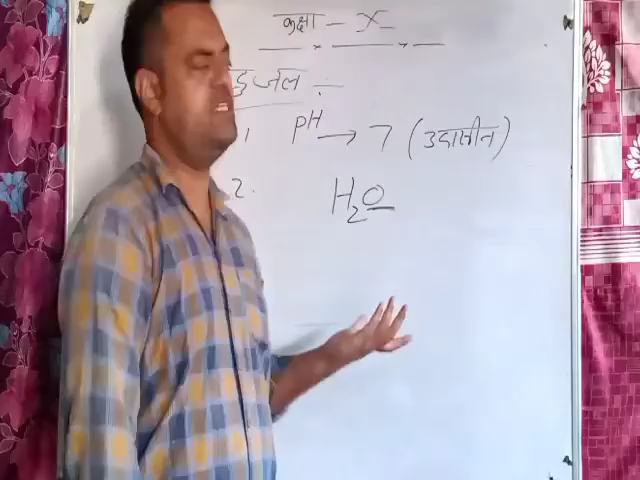 कक्षा - X
जल :-
1. pH → 7 (उदासीन)
2. H₂O